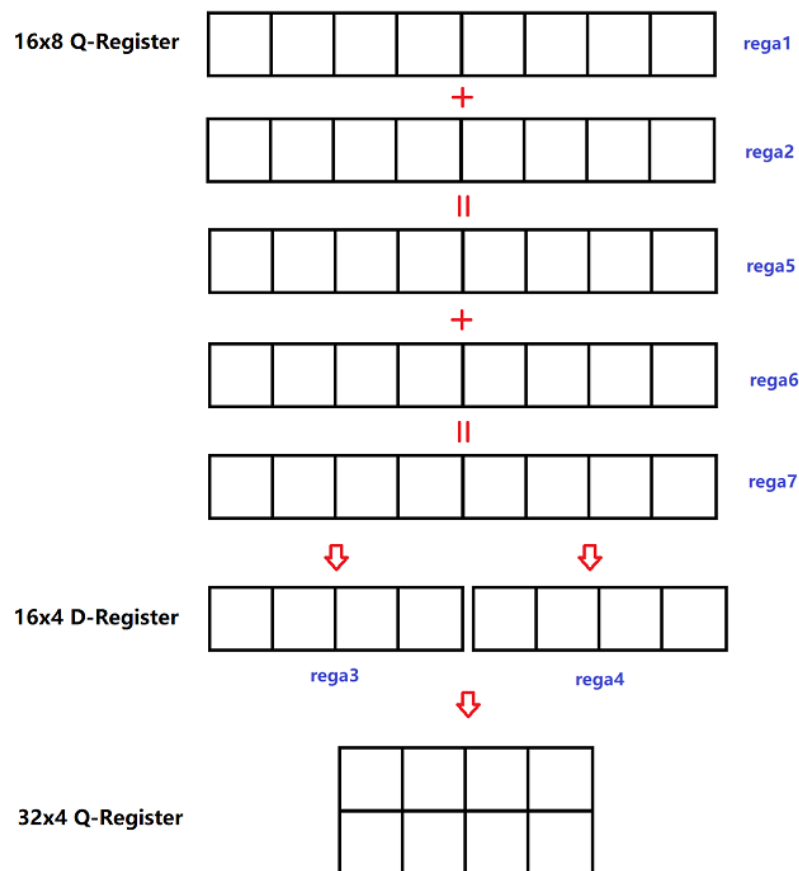 16x8 Q-Register rega1
+
rega2
=
rega5
+
rega6
=
rega7
16x4 D-Register
rega3 rega4
32x4 Q-Register